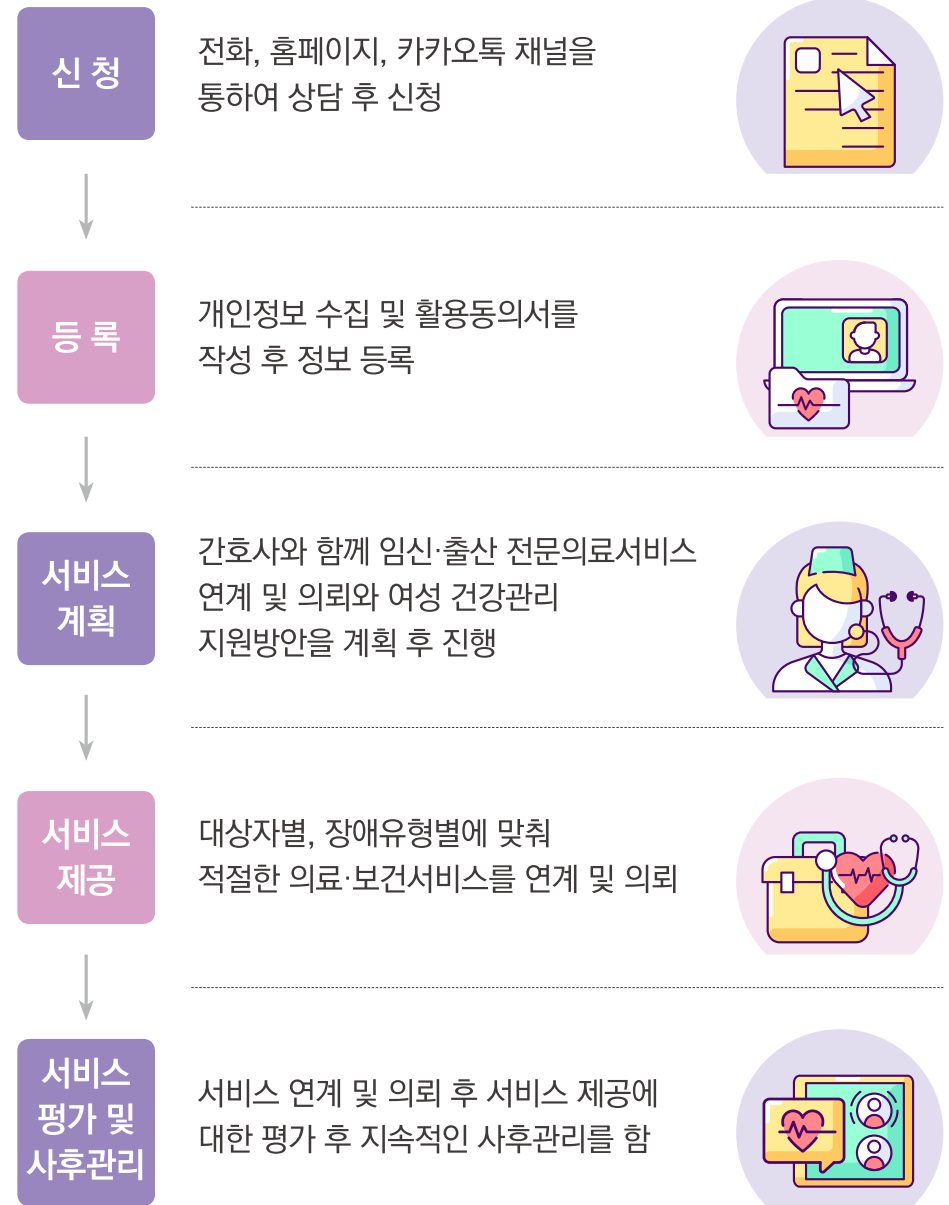 신 청
전화, 홈페이지, 카카오톡 채널을
통하여 상담 후 신청
등 록
개인정보 수집 및 활용동의서를
작성 후 정보 등록
서비스
계획
간호사와 함께 임신·출산 전문의료서비스
연계 및 의뢰와 여성 건강관리
지원방안을 계획 후 진행
서비스
제공
대상자별, 장애유형별에 맞춰
적절한 의료·보건서비스를 연계 및 의뢰
서비스
평가 및
사후관리
서비스 연계 및 의뢰 후 서비스 제공에
대한 평가 후 지속적인 사후관리를 함